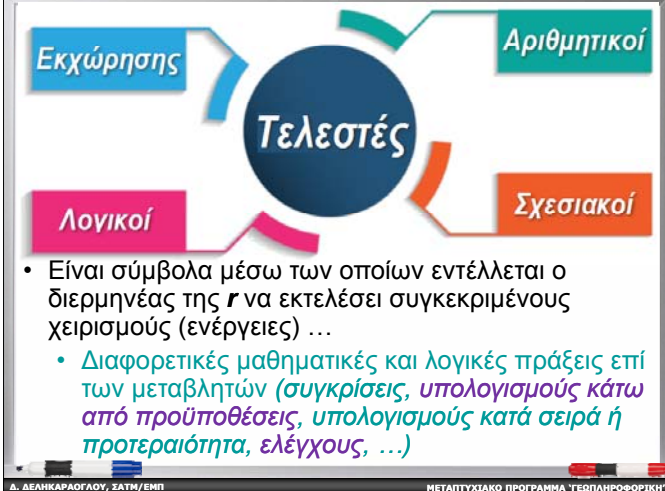 Εκχώρησης
Αριθμητικοί
Τελεστές
Λογικοί
Σχεσιακοί
• Είναι σύμβολα μέσω των οποίων εντέλλεται ο
διερμηνέας της r να εκτελέσει συγκεκριμένους
χειρισμούς (ενέργειες) …
• Διαφορετικές μαθηματικές και λογικές πράξεις επί
των μεταβλητών (συγκρίσεις, υπολογισμούς κάτω
από προϋποθέσεις, υπολογισμούς κατά σειρά ή
προτεραιότητα, ελέγχους, …)
Δ. ΔΕΛΗΚΑΡΑΟΓΛΟΥ, ΣΑΤΜ/ΕΜΠ
ΜΕΤΑΠΤΥΧΙΑΚΟ ΠΡΟΓΡΑΜΜΑ 'ΓΕΩΠΛΗΡΟΦΟΡΙΚΗ'